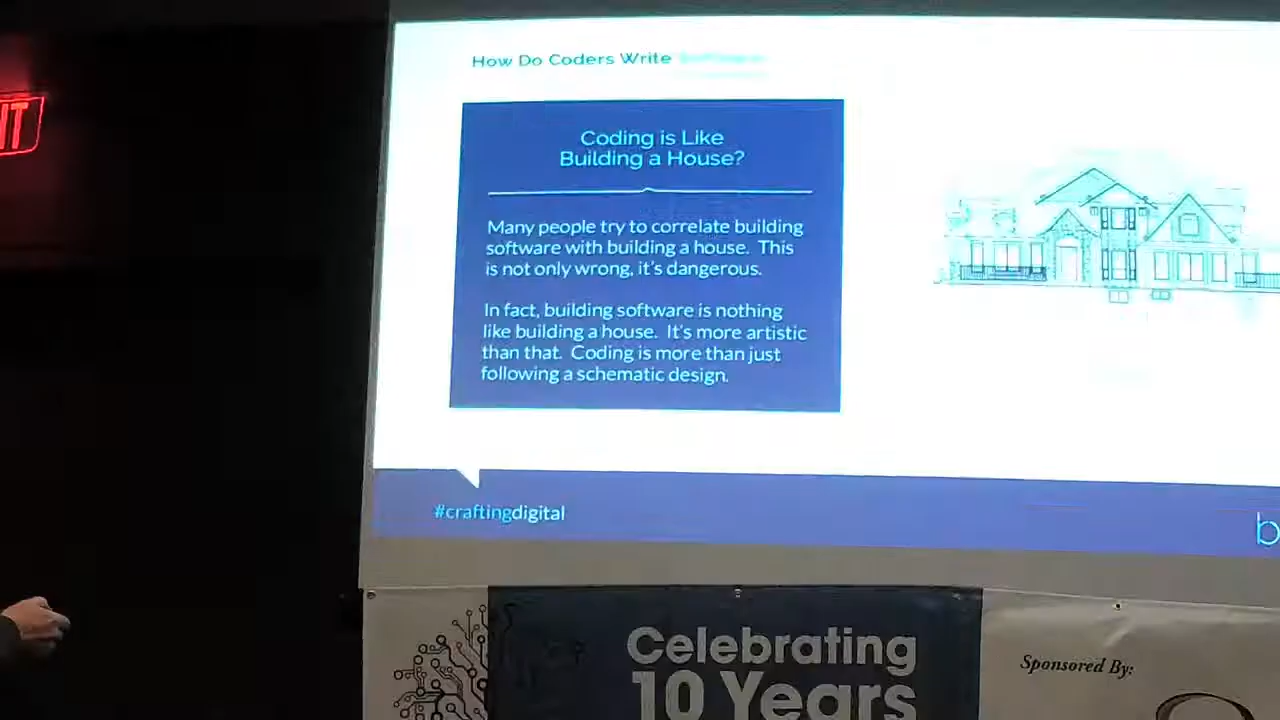 How Do Coders Write
Coding is Like
Building a House?
Many people try to correlate building
software with building a house. This
is not only wrong, it's dangerous.
In fact, building software is nothing
like building a house. It's more artistic
than that. Coding is more than just
following a schematic design.
#craftingdigital
b
Celebrating
10 Years
Sponsored By: